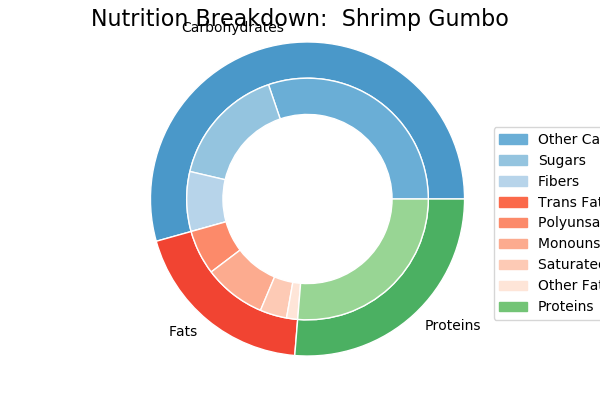 Nutrition Breakdown:  Shrimp Gumbo
Carbohydrates
Fats
Proteins
Other Ca
Sugars
Fibers
Trans Fat
Polyunsa
Monouns
Saturated
Other Fat
Proteins